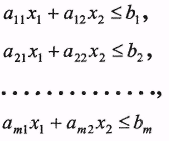 a₁₁x₁ + a₁₂x₂ ≤ b₁,
a₂₁x₁ + a₂₂x₂ ≤ b₂,
. . . . . . . . . . . . . .,
aₘ₁x₁ + aₘ₂x₂ ≤ bₘ